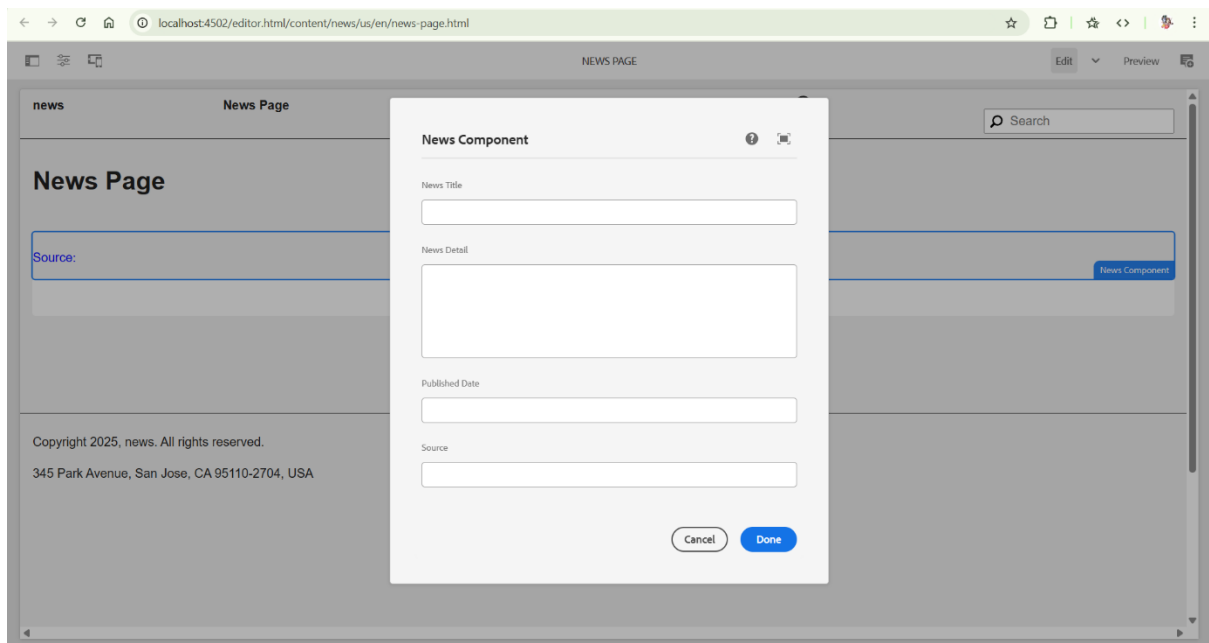 localhost:4502/editor.html/content/news/us/en/news-page.html
NEWS PAGE
Edit
Preview
news
News Page
Search
News Page
Source:
News Component
News Component
News Title
News Detail
Published Date
Source
Cancel
Done
Copyright 2025, news. All rights reserved.
345 Park Avenue, San Jose, CA 95110-2704, USA